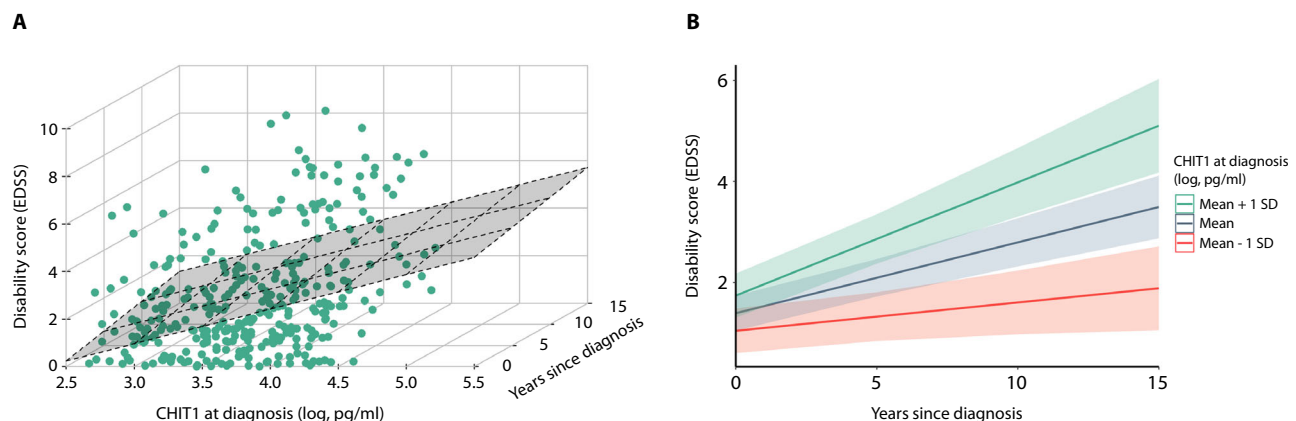 A
Disability score (EDSS)
10
8
6
4
2
0
2.5 3.0 3.5 4.0 4.5 5.0 5.5
CHIT1 at diagnosis (log, pg/ml)
0
5
10
15
Years since diagnosis
B
Disability score (EDSS)
6
4
2
0 5 10 15
Years since diagnosis
CHIT1 at diagnosis
(log, pg/ml)
Mean + 1 SD
Mean
Mean - 1 SD